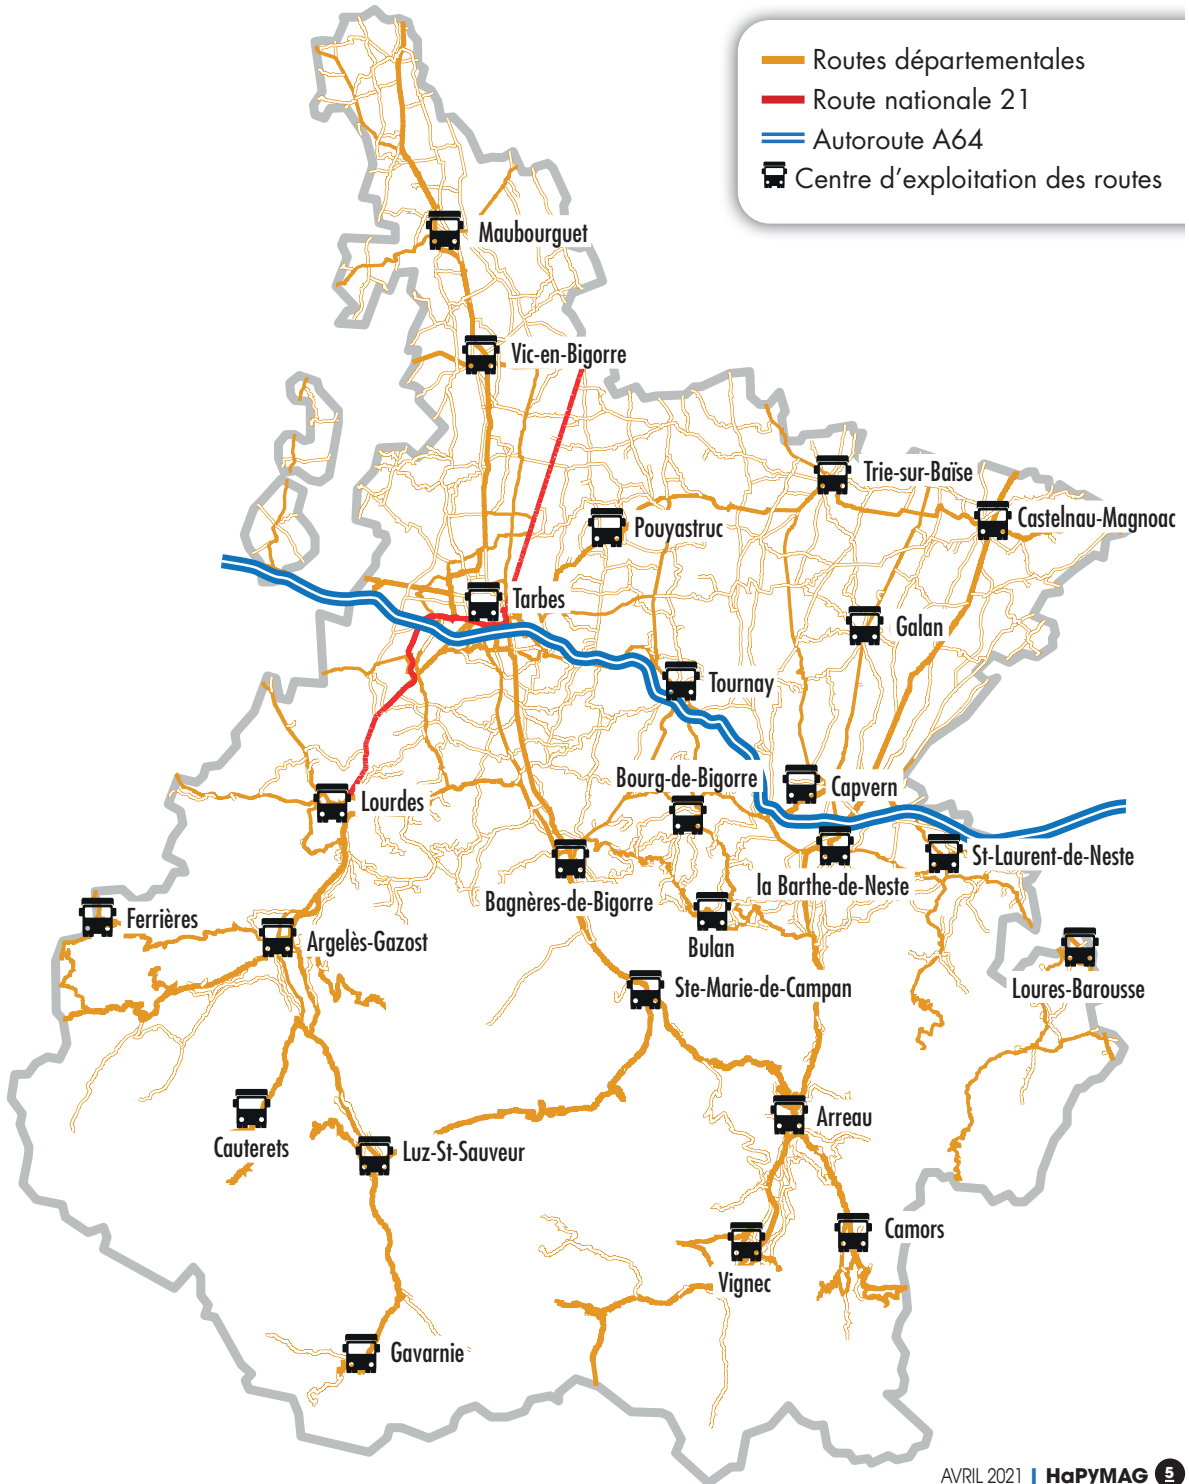 Routes départementales
Route nationale 21
Autoroute A64
Centre d'exploitation des routes
Maubourguet
Vic-en-Bigorre
Trie-sur-Baïse
Castelnau-Magnoac
Pouyastruc
Tarbes
Galan
Tournay
Bourg-de-Bigorre
Capvern
Lourdes
St-Laurent-de-Neste
la Barthe-de-Neste
Bagnères-de-Bigorre
Ferrières
Argelès-Gazost
Bulan
Ste-Marie-de-Campan
Loures-Barousse
Arreau
Cauterets
Luz-St-Sauveur
Camors
Vignec
Gavarnie
AVRIL 2021 | HaPyMAG 5